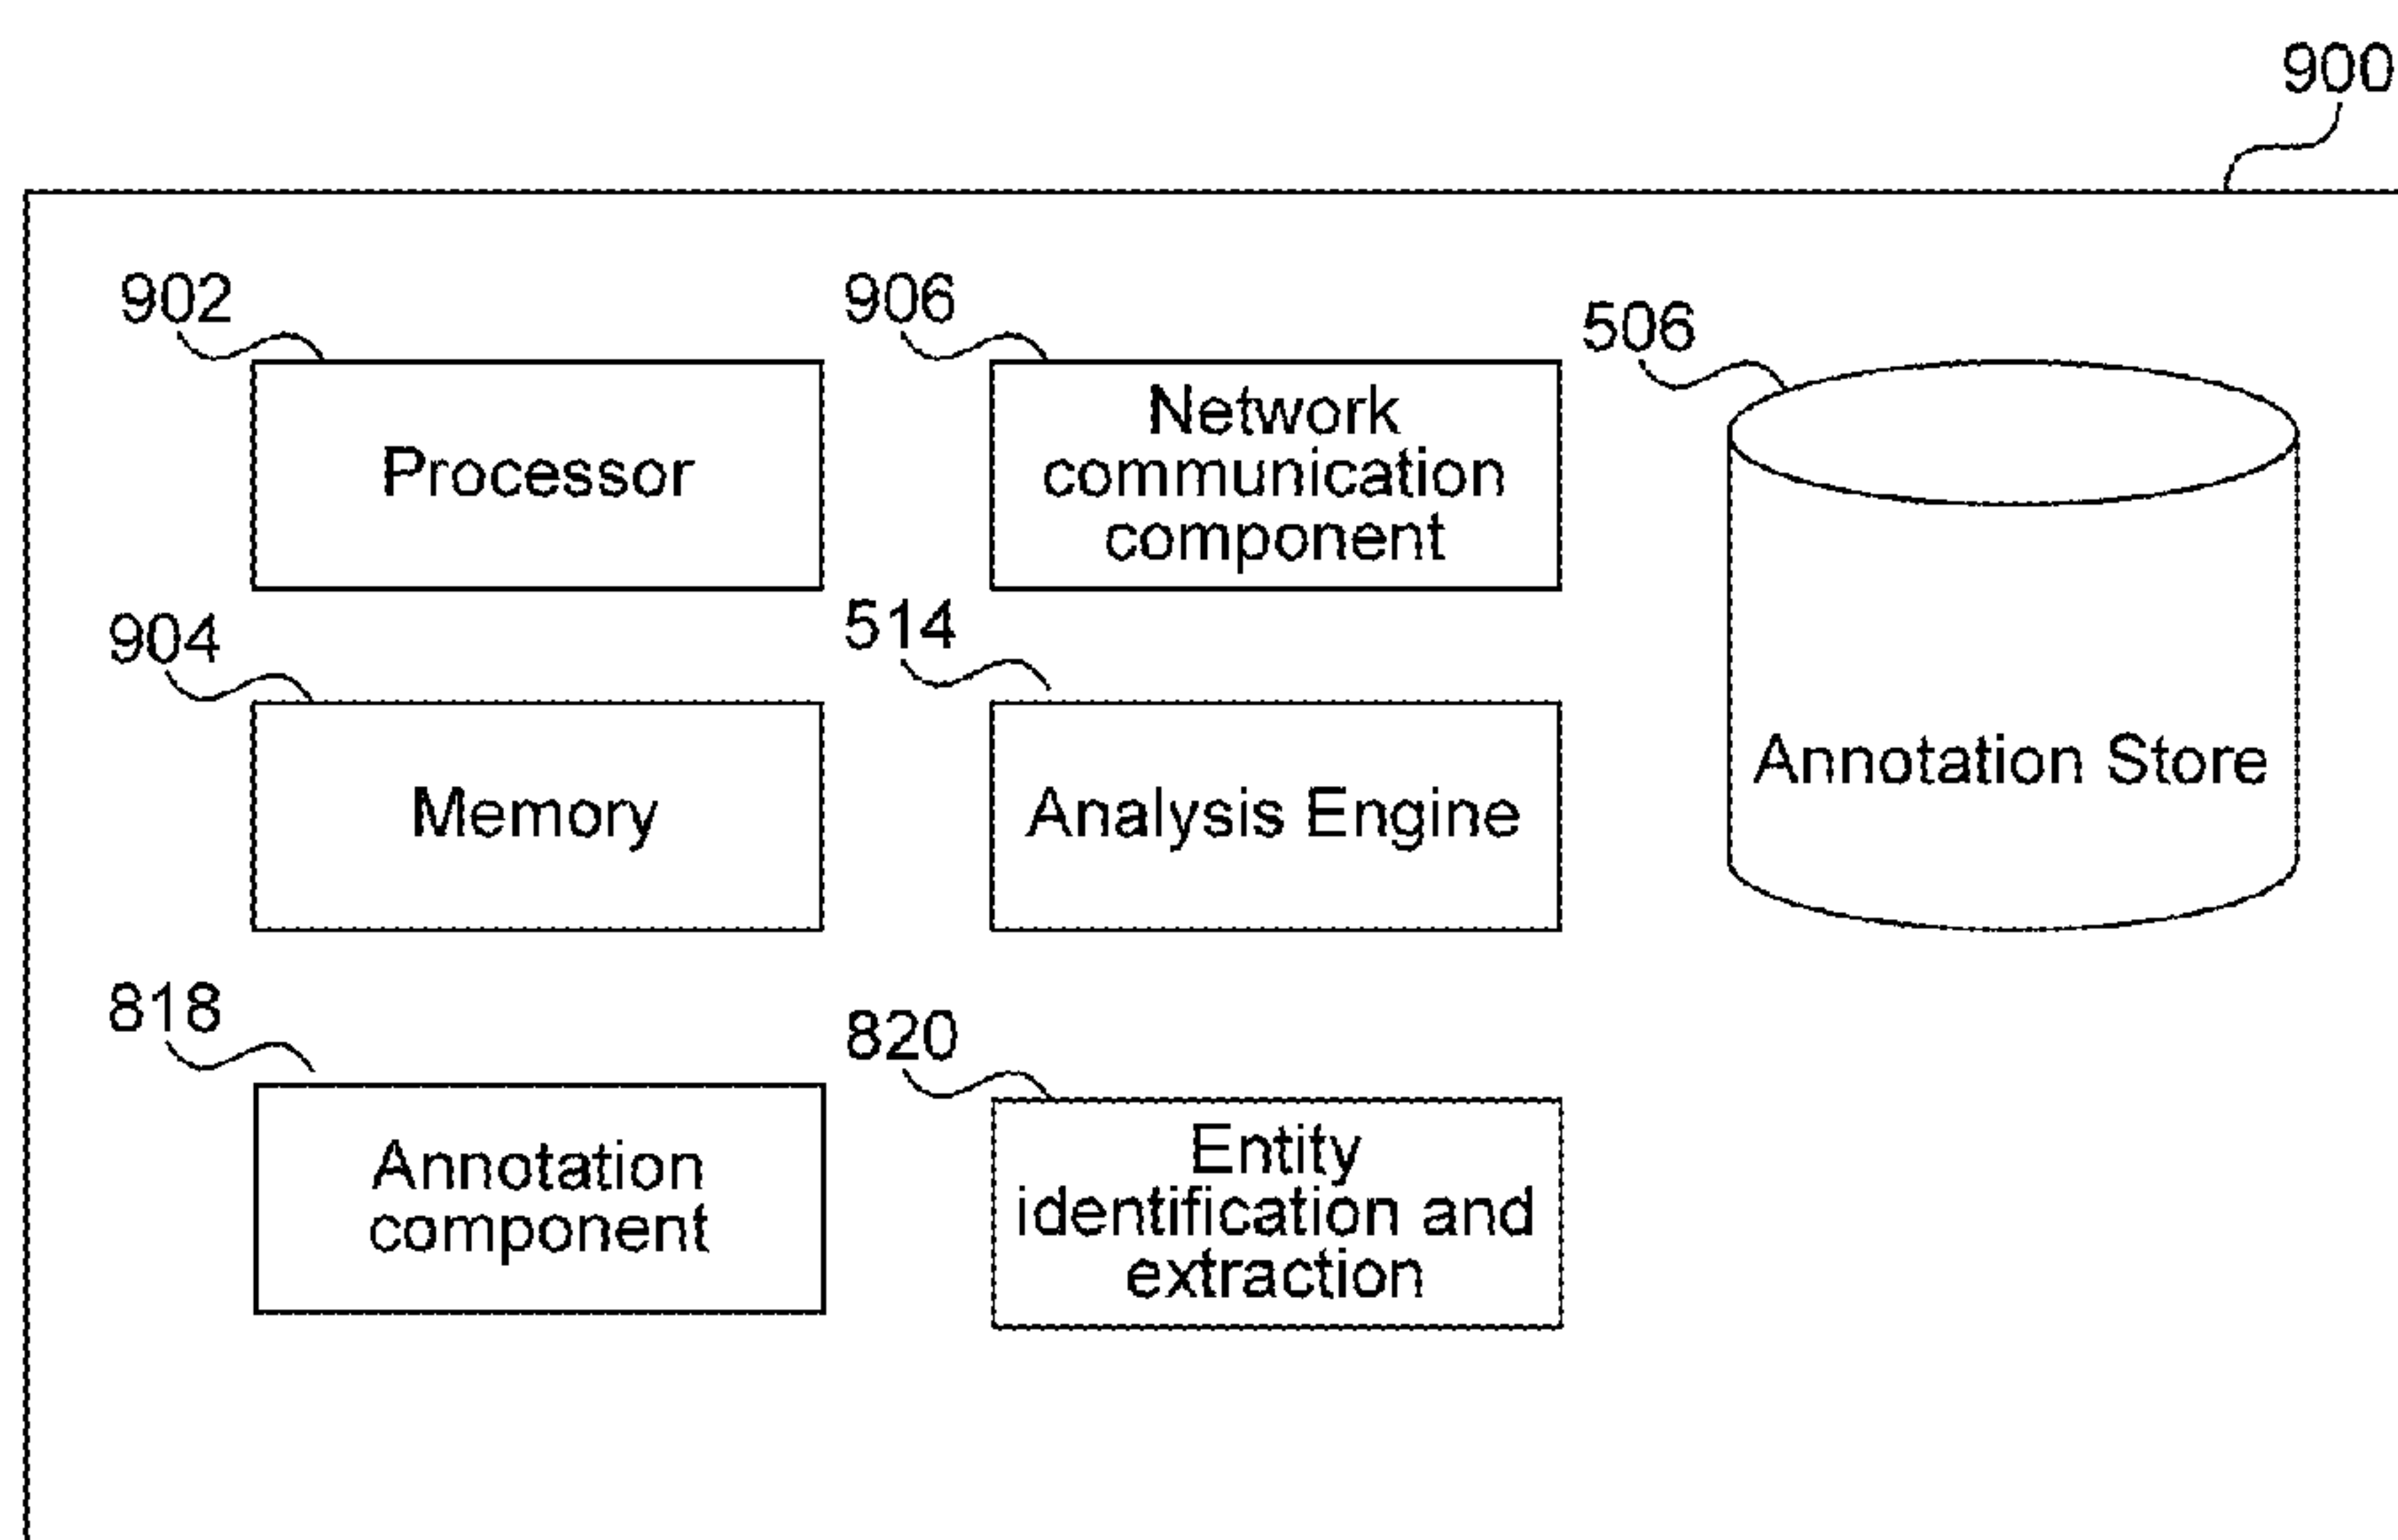 900
902
Processor
906
Network
communication
component
506
Annotation Store
904
Memory
514
Analysis Engine
818
Annotation
component
820
Entity
identification and
extraction